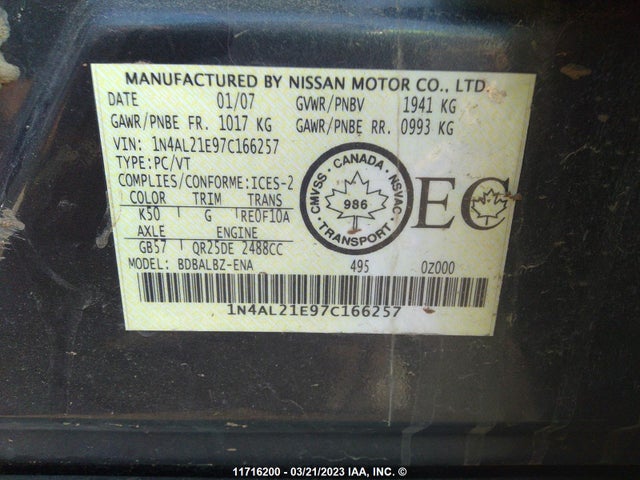 MANUFACTURED BY NISSAN MOTOR CO., LTD.
DATE 01/07 GVWR/PNBV 1941 KG
GAWR/PNBE FR. 1017 KG GAWR/PNBE RR. 0993 KG
VIN: 1N4AL21E97C166257
TYPE:PC/VT
COMPLIES/CONFORME:ICES-2
COLOR TRIM TRANS
K50 G RE0F10A
AXLE ENGINE
GB57 QR25DE 2488CC
MODEL: BDBALBZ-ENA 495 0Z000
CMVSS · CANADA · NSVAC · TRANSPORT ·
986
EC
1N4AL21E97C166257
11716200 - 03/21/2023 IAA, INC. ©